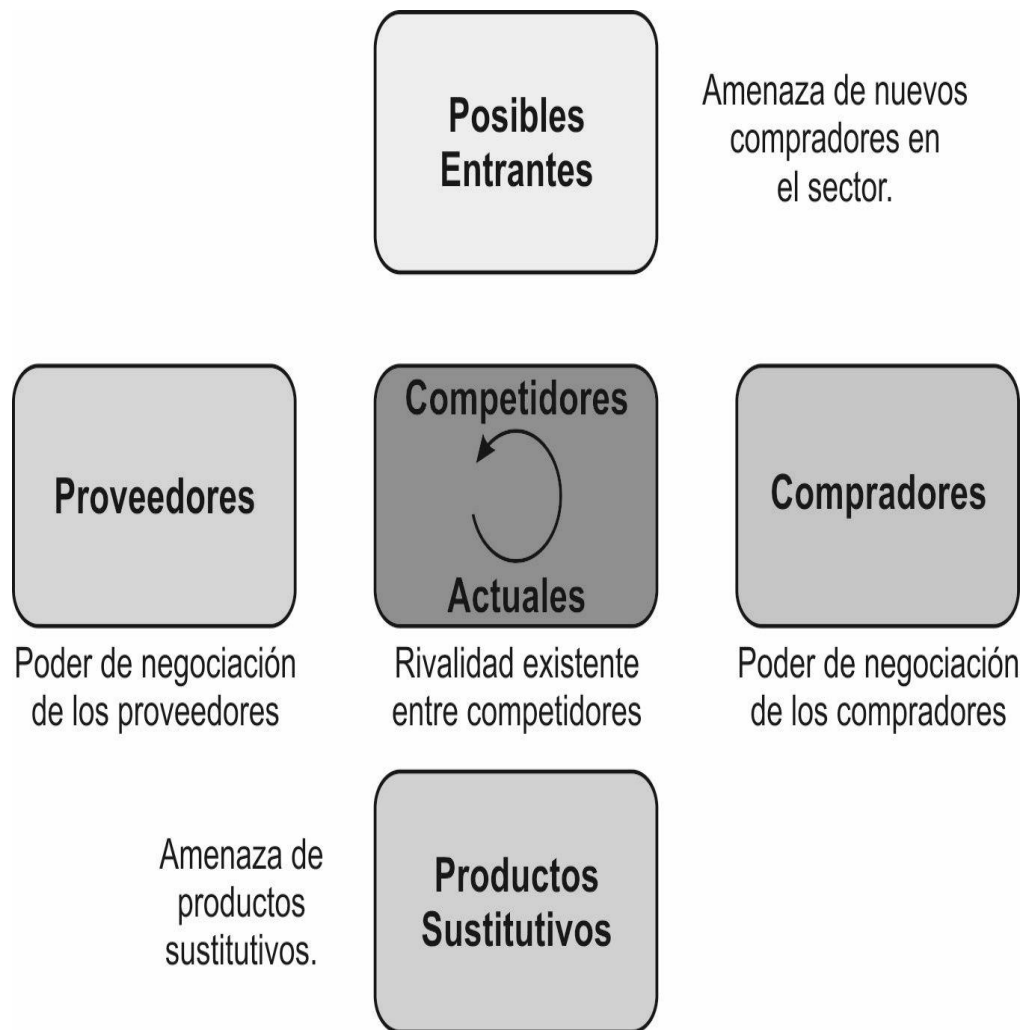 Posibles
Entrantes
Amenaza de nuevos
compradores en
el sector.
Proveedores
Poder de negociación
de los proveedores
Competidores
Actuales
Rivalidad existente
entre competidores
Compradores
Poder de negociación
de los compradores
Amenaza de
productos
sustitutivos.
Productos
Sustitutivos